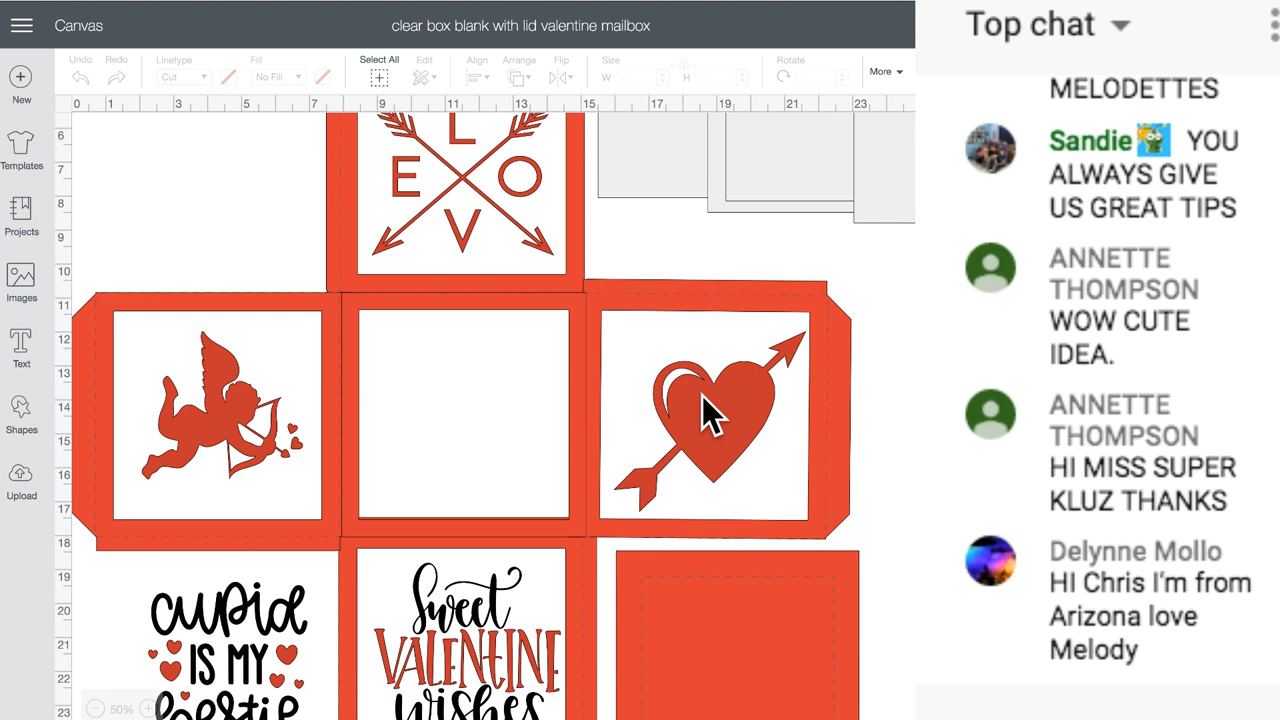 Canvas
clear box blank with lid valentine mailbox
Undo
Redo
Linetype
Cut
Fill
No Fill
Select All
Edit
Align
Arrange
Flip
Size
W
H
Rotate
More
0 1 3 5 7 9 11 13 15 17 19 21 23
6
7
8
9
10
11
12
13
14
15
16
17
18
19
20
21
22
23
New
Templates
Projects
Images
Text
Shapes
Upload
L
E O
V
cupid
IS MY
bestie
Sweet
VALENTINE
wishes
50%
Top chat
MELODETTES
Sandie YOU
ALWAYS GIVE
US GREAT TIPS
ANNETTE
THOMPSON
WOW CUTE
IDEA.
ANNETTE
THOMPSON
HI MISS SUPER
KLUZ THANKS
Delynne Mollo
HI Chris I'm from
Arizona love
Melody